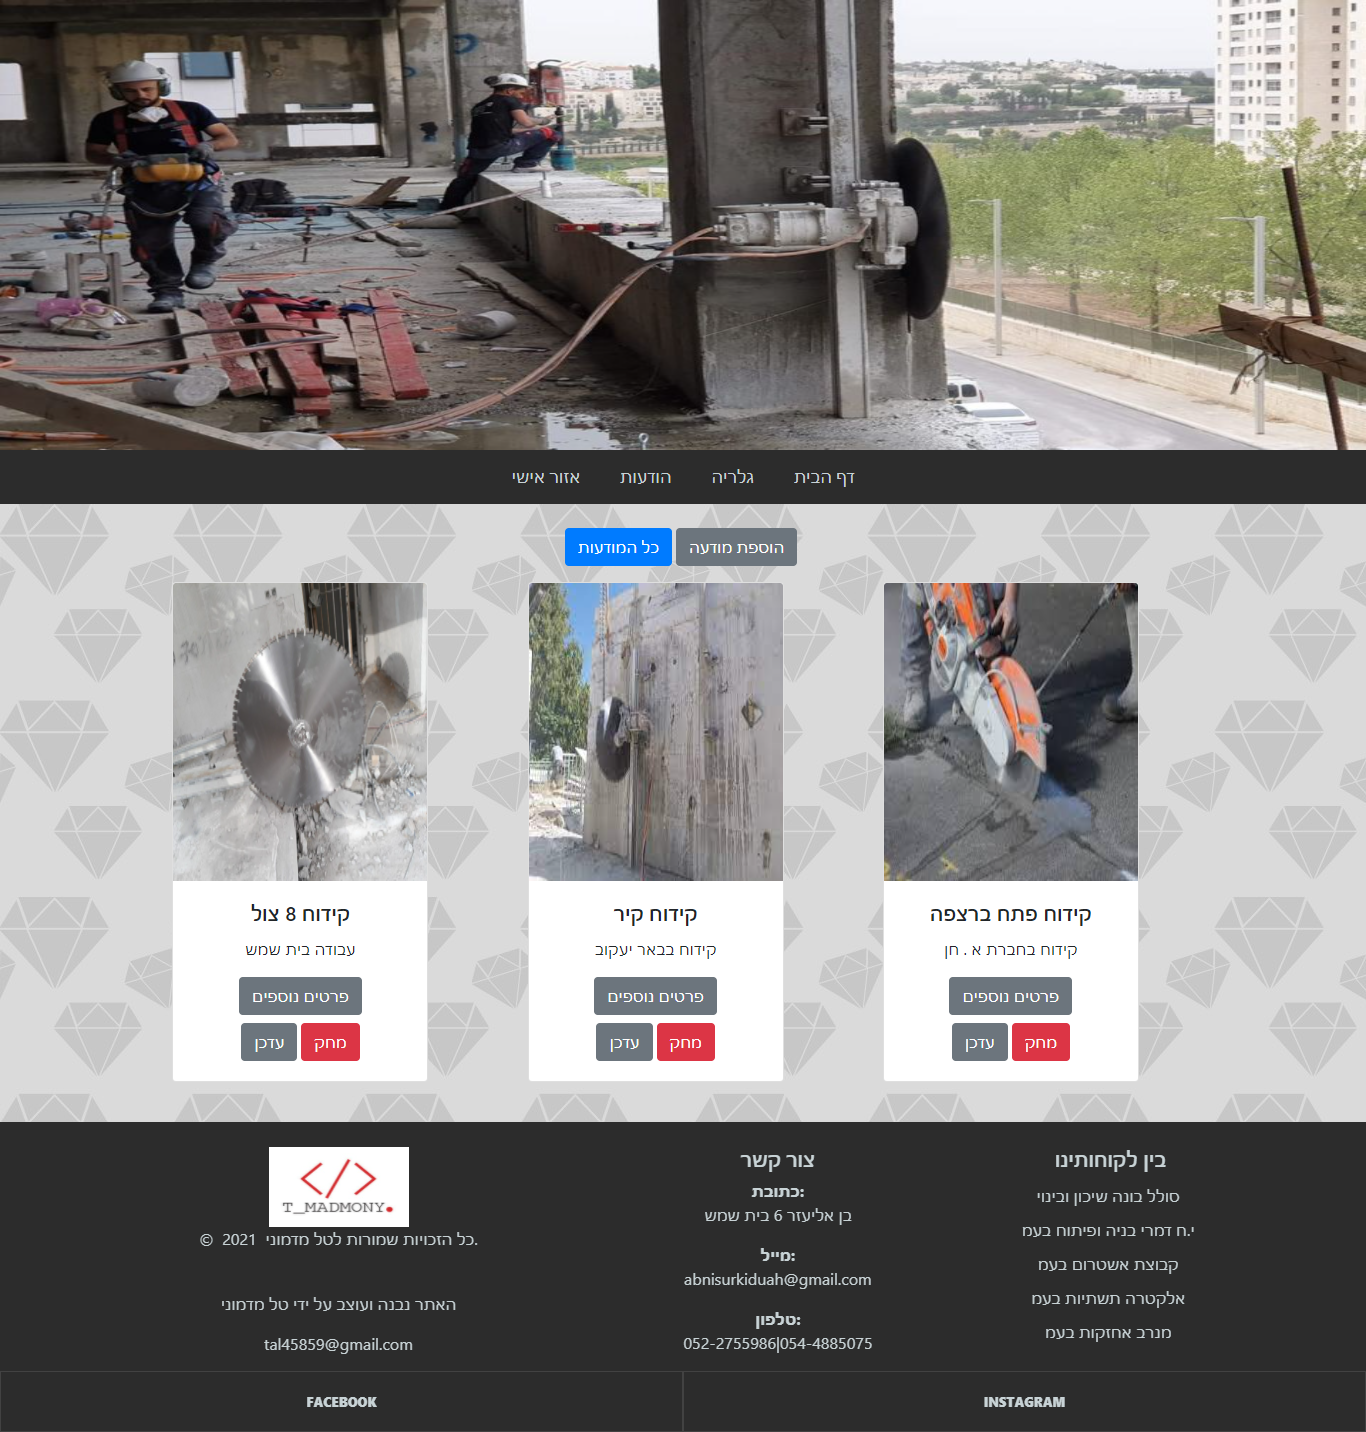 דף הבית
גלריה
הודעות
אזור אישי
הוספת מודעה
כל המודעות
קידוח פתח ברצפה
קידוח בחברת א . חן
פרטים נוספים
מחק
עדכן
קידוח קיר
קידוח בבאר יעקוב
פרטים נוספים
מחק
עדכן
קידוח 8 צול
עבודה בית שמש
פרטים נוספים
מחק
עדכן
בין לקוחותינו
סולל בונה שיכון ובינוי
י.ח דמרי בניה ופיתוח בעמ
קבוצת אשטרום בעמ
אלקטרה תשתיות בעמ
מנרב אחזקות בעמ
צור קשר
כתובת:
בן אליעזר 6 בית שמש
מייל:
abnisurkiduah@gmail.com
טלפון:
052-2755986|054-4885075
</>
T_MADMONY.
© 2021 כל הזכויות שמורות לטל מדמוני.
האתר נבנה ועוצב על ידי טל מדמוני
tal45859@gmail.com
FACEBOOK
INSTAGRAM